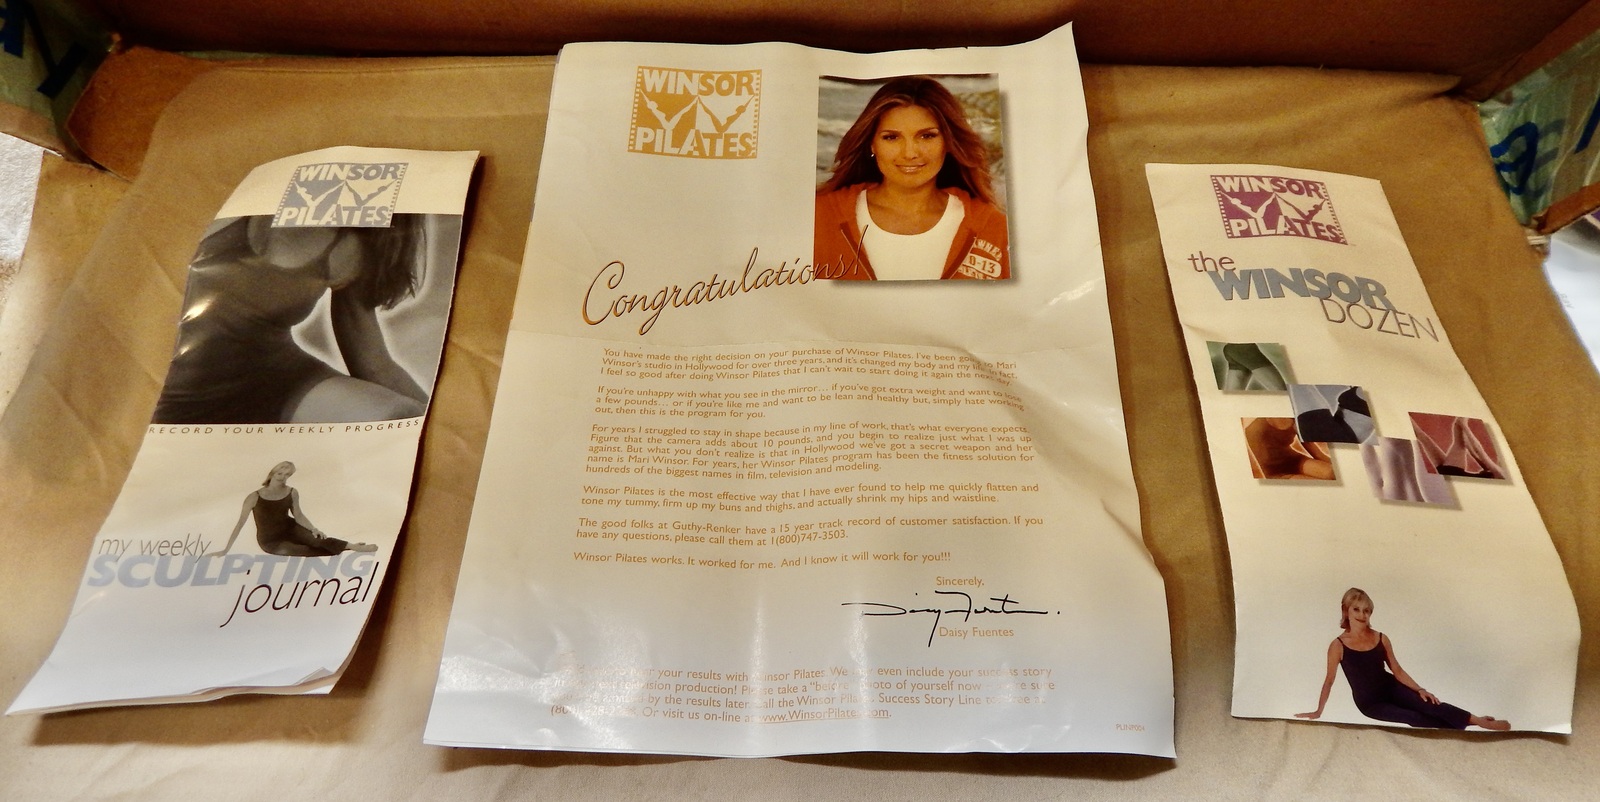 WINSOR
PILATES
RECORD YOUR WEEKLY PROGRESS
my weekly
SCULPTING
journal
WINSOR
PILATES
Congratulations!
0-13
You have made the right decision on your purchase of Winsor Pilates. I've been going to Mari
Winsor's studio in Hollywood for over three years, and it's changed my body and my life. In fact,
I feel so good after doing Winsor Pilates that I can't wait to start doing it again the next day.
If you're unhappy with what you see in the mirror... if you've got extra weight and want to lose
a few pounds... or if you're like me and want to be lean and healthy but, simply hate working
out, then this is the program for you.
For years I struggled to stay in shape because in my line of work, that's what everyone expects.
Figure that the camera adds about 10 pounds, and you begin to realize just what I was up
against. But what you don't realize is that in Hollywood we've got a secret weapon and her
name is Mari Winsor. For years, her Winsor Pilates program has been the fitness solution for
hundreds of the biggest names in film, television and modeling.
Winsor Pilates is the most effective way that I have ever found to help me quickly flatten and
tone my tummy, firm up my buns and thighs, and actually shrink my hips and waistline.
The good folks at Guthy-Renker have a 15 year track record of customer satisfaction. If you
have any questions, please call them at 1(800)747-3503.
Winsor Pilates works. It worked for me. And I know it will work for you!!!
Sincerely,
Daisy Fuentes
Daisy Fuentes
your results with Winsor Pilates. We even include your success story
production! Please take a "before" photo of yourself now sure
by the results later. Call the Winsor Pilates Success Story Line
Or visit us on-line at www.WinsorPilates.com.
PLINP004
WINSOR
PILATES
the
WINSOR
DOZEN